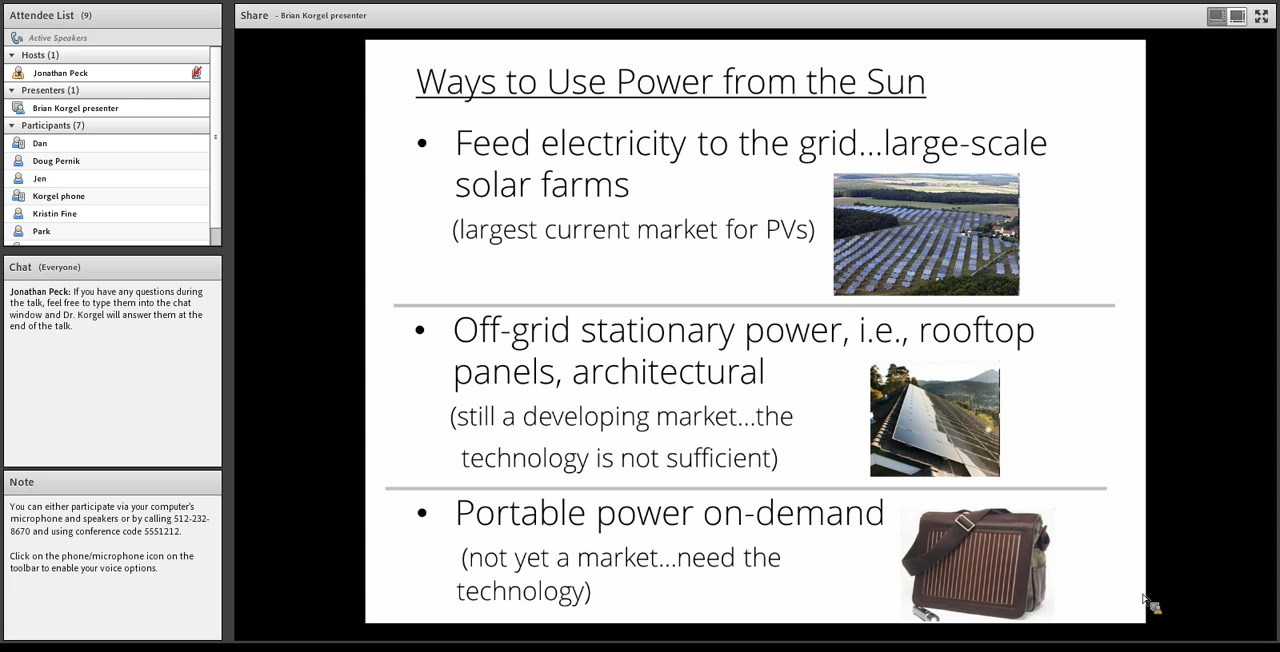 Attendee List (9)
Active Speakers
Hosts (1)
Jonathan Peck
Presenters (1)
Brian Korgel presenter
Participants (7)
Dan
Doug Pernik
Jen
Korgel phone
Kristin Fine
Park
Chat (Everyone)
Jonathan Peck: If you have any questions during
the talk, feel free to type them into the chat
window and Dr. Korgel will answer them at the
end of the talk.
Note
You can either participate via your computer's
microphone and speakers or by calling 512-232-
8670 and using conference code 5551212.
Click on the phone/microphone icon on the
toolbar to enable your voice options.
Share - Brian Korgel presenter
Ways to Use Power from the Sun
• Feed electricity to the grid...large-scale
solar farms
(largest current market for PVs)
• Off-grid stationary power, i.e., rooftop
panels, architectural
(still a developing market...the
technology is not sufficient)
• Portable power on-demand
(not yet a market...need the
technology)